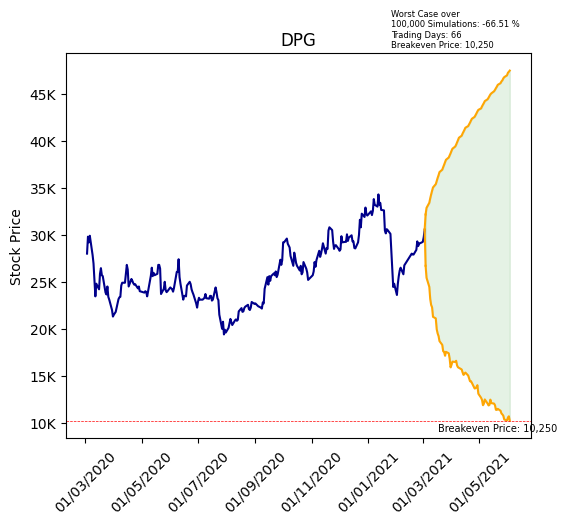 Worst Case over
100,000 Simulations: -66.51 %
Trading Days: 66
Breakeven Price: 10,250
DPG
Stock Price
45K
40K
35K
30K
25K
20K
15K
10K
Breakeven Price: 10,250
01/03/2020
01/05/2020
01/07/2020
01/09/2020
01/11/2020
01/01/2021
01/03/2021
01/05/2021